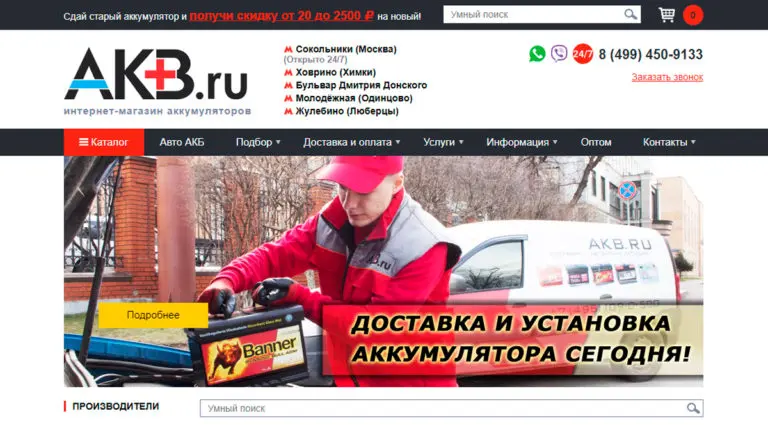 Сдай старый аккумулятор и получи скидку от 20 до 2500 ₽ на новый!
Умный поиск
0
АКB.ru
интернет-магазин аккумуляторов
Сокольники (Москва)
(Открыто 24/7)
Ховрино (Химки)
Бульвар Дмитрия Донского
Молодёжная (Одинцово)
Жулебино (Люберцы)
24/7
8 (499) 450-9133
Заказать звонок
Каталог
Авто АКБ
Подбор
Доставка и оплата
Услуги
Информация
Оптом
Контакты
AKB.ru
AKB.RU
Подробнее
Banner
ДОСТАВКА И УСТАНОВКА
АККУМУЛЯТОРА СЕГОДНЯ!
ПРОИЗВОДИТЕЛИ
Умный поиск